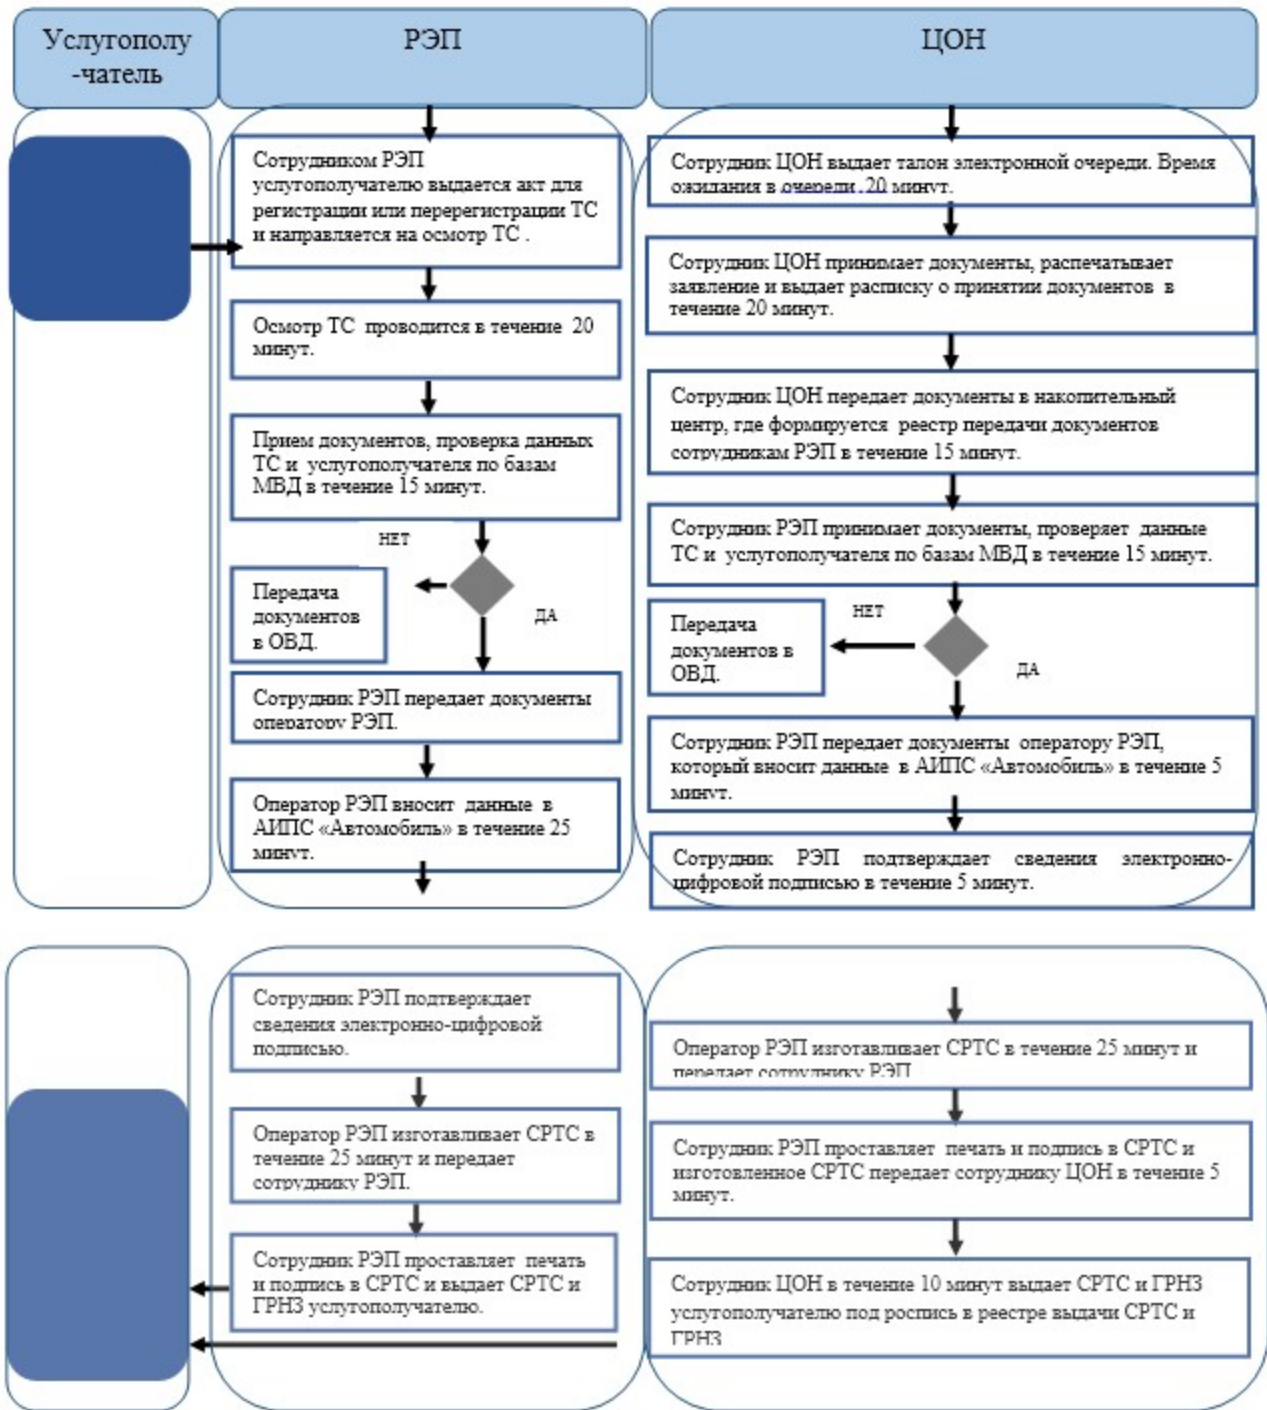 Услугополу
-чатель
РЭП
ЦОН
Сотрудником РЭП
услугополучателю выдается акт для
регистрации или перерегистрации ТС
и направляется на осмотр ТС .
Осмотр ТС проводится в течение 20
минут.
Прием документов, проверка данных
ТС и услугополучателя по базам
МВД в течение 15 минут.
НЕТ
Передача
документов
в ОВД.
ДА
Сотрудник РЭП передает документы
оператору РЭП.
Оператор РЭП вносит данные в
АИПС «Автомобиль» в течение 25
минут.
Сотрудник ЦОН выдает талон электронной очереди. Время
ожидания в очереди 20 минут.
Сотрудник ЦОН принимает документы, распечатывает
заявление и выдает расписку о принятии документов в
течение 20 минут.
Сотрудник ЦОН передает документы в накопительный
центр, где формируется реестр передачи документов
сотрудникам РЭП в течение 15 минут.
Сотрудник РЭП принимает документы, проверяет данные
ТС и услугополучателя по базам МВД в течение 15 минут.
НЕТ
Передача
документов в
ОВД.
ДА
Сотрудник РЭП передает документы оператору РЭП,
который вносит данные в АИПС «Автомобиль» в течение 5
минут.
Сотрудник РЭП подтверждает сведения электронно-
цифровой подписью в течение 5 минут.
Сотрудник РЭП подтверждает
сведения электронно-цифровой
подписью.
Оператор РЭП изготавливает СРТС в
течение 25 минут и передает
сотруднику РЭП.
Сотрудник РЭП проставляет печать
и подпись в СРТС и выдает СРТС и
ГРНЗ услугополучателю.
Оператор РЭП изготавливает СРТС в течение 25 минут и
передает сотруднику РЭП
Сотрудник РЭП проставляет печать и подпись в СРТС и
изготовленное СРТС передает сотруднику ЦОН в течение 5
минут.
Сотрудник ЦОН в течение 10 минут выдает СРТС и ГРНЗ
услугополучателю под роспись в реестре выдачи СРТС и
ГРНЗ